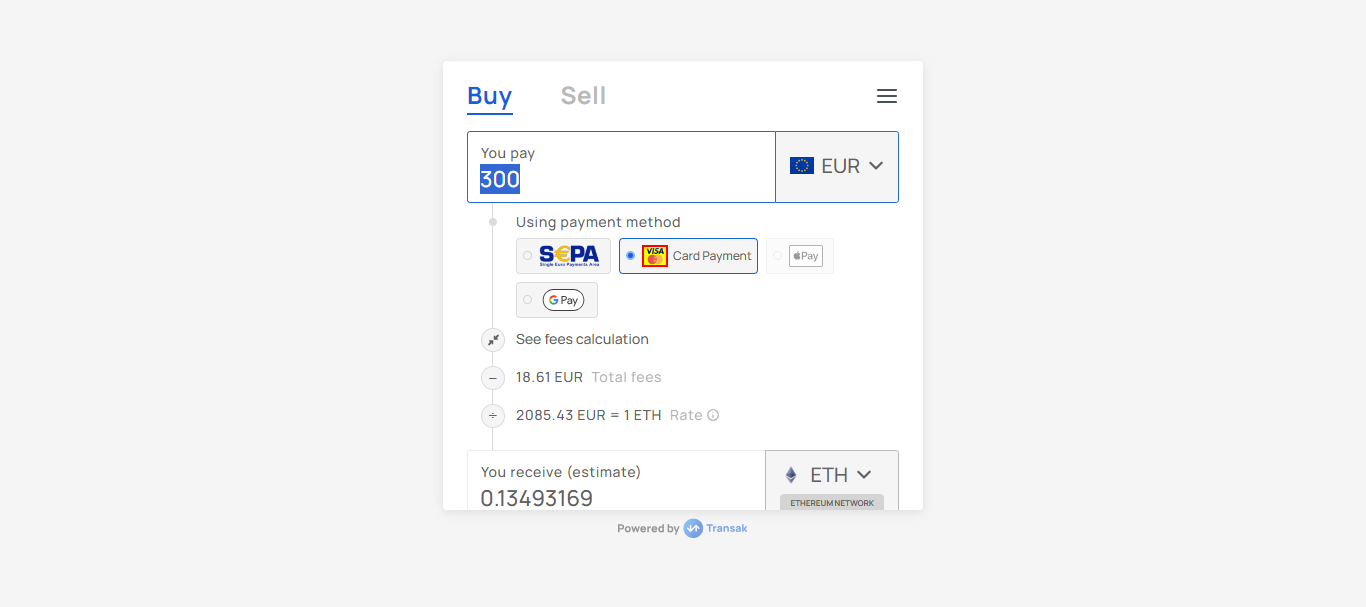 Buy Sell
You pay
300
EUR
Using payment method
S€PA
Single Euro Payments Area
VISA
Card Payment
Pay
G Pay
See fees calculation
18.61 EUR Total fees
2085.43 EUR = 1 ETH Rate
You receive (estimate)
0.13493169
ETH
ETHEREUM NETWORK
Powered by Transak